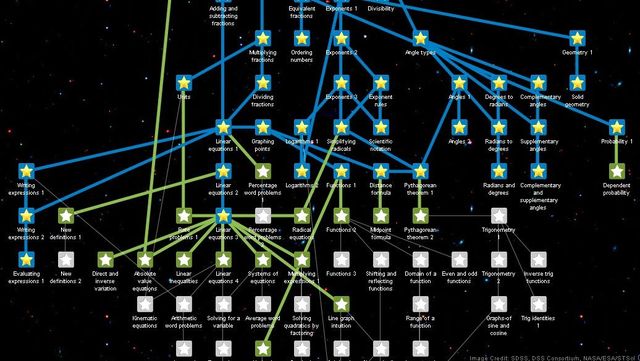 Adding and
subtracting
fractions
Equivalent
fractions
Exponents 1
Divisibility
Multiplying
fractions
Ordering
numbers
Exponents 2
Angle types
Geometry 1
Units
Dividing
fractions
Exponents 3
Exponent
rules
Angles 1
Degrees to
radians
Complementary
angles
Solid
geometry
Linear
equations 1
Graphing
points
Logarithms 1
Simplifying
radicals
Scientific
notation
Angles 2
Radians to
degrees
Supplementary
angles
Probability 1
Writing
expressions 1
Linear
equations 2
Percentage
word problems
Logarithms 2
Functions 1
Distance
formula
Pythagorean
theorem 1
Radians and
degrees
Complementary
and
supplementary
angles
Dependent
probability
Writing
expressions 2
New
definitions 1
Rate
problems 1
Linear
equations 3
Percentage
word problems
Radical
equations
Functions 2
Midpoint
formula
Pythagorean
theorem 2
Trigonometry
Evaluating
expressions 1
New
definitions 2
Direct and
inverse
variation
Absolute
value
equations
Linear
inequalities
Linear
equations 4
Systems of
equations
Multiplying
expressions 1
Functions 3
Shifting and
reflecting
functions
Domain of a
function
Even and odd
functions
Trigonometry
2
Inverse trig
functions
Kinematic
equations
Arithmetic
word problems
Solving for a
variable
Average word
problems
Solving
quadratics by
factoring
Line graph
intuition
Range of a
function
Graphs of
sine and
cosine
Trig identities
1
Image Credit: SDSS, DSS Consortium, NASA/ESA/STScI